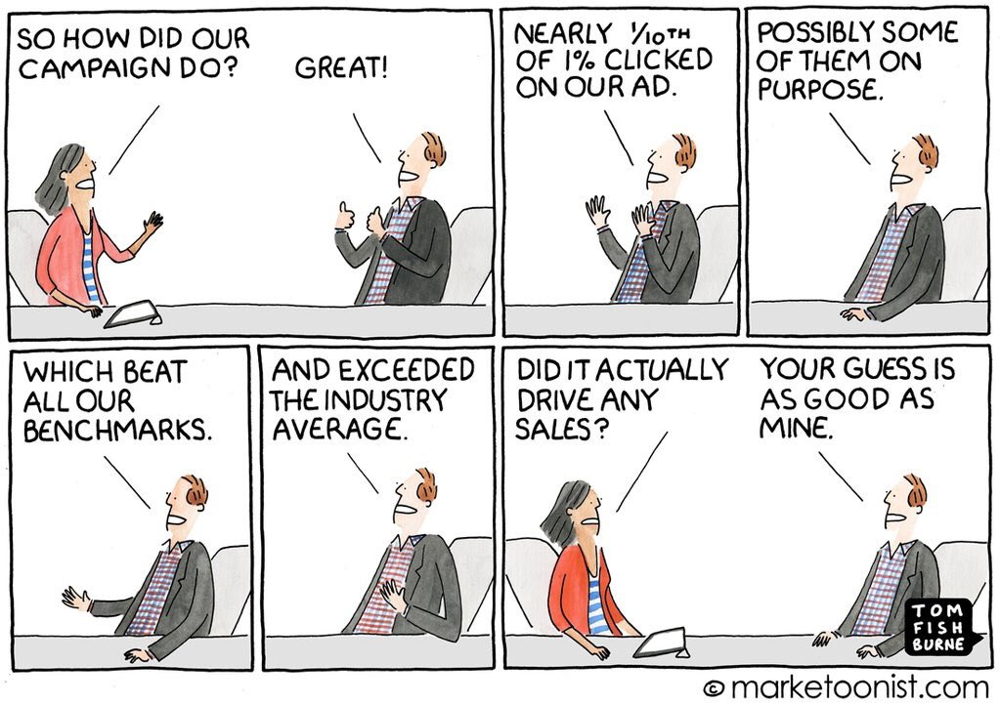 SO HOW DID OUR
CAMPAIGN DO?
GREAT!
NEARLY 1/10TH
OF 1% CLICKED
ON OUR AD.
POSSIBLY SOME
OF THEM ON
PURPOSE.
WHICH BEAT
ALL OUR
BENCHMARKS.
AND EXCEEDED
THE INDUSTRY
AVERAGE.
DID IT ACTUALLY
DRIVE ANY
SALES?
YOUR GUESS IS
AS GOOD AS
MINE.
TOM
FISH
BURNE
© marketoonist.com